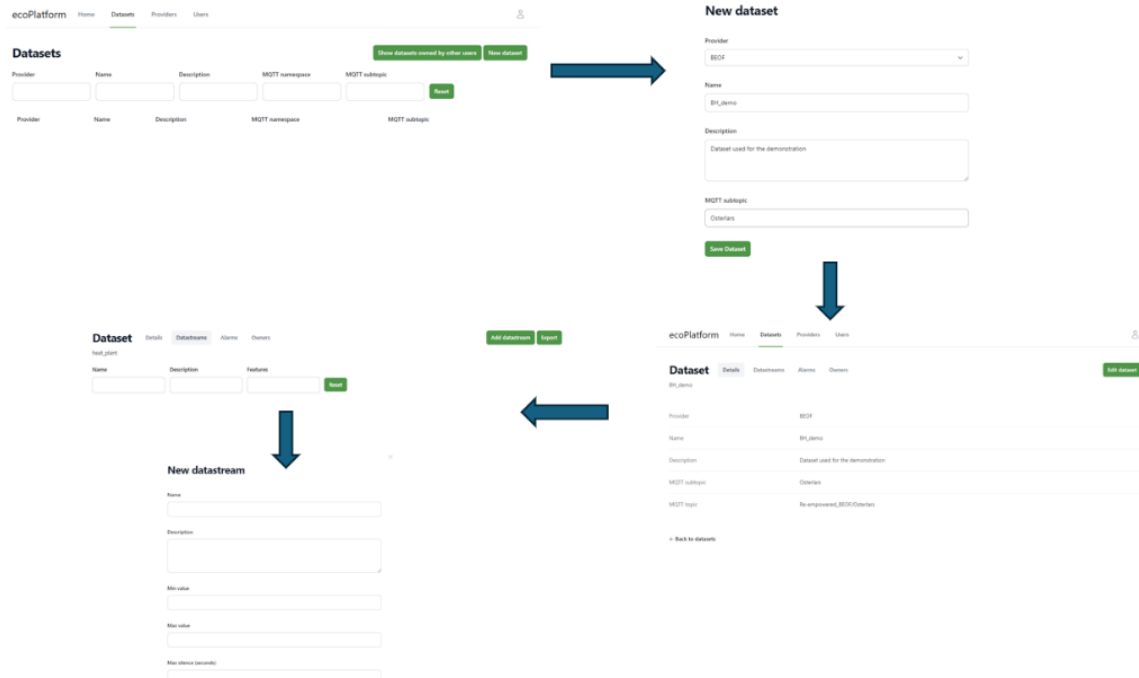 ecoPlatform Home Datasets Providers Users
Datasets
Show datasets owned by other users New dataset
Provider Name Description MQTT namespace MQTT subtopic
Reset
Provider Name Description MQTT namespace MQTT subtopic
New dataset
Provider
BEOF
Name
BH_demo
Description
Dataset used for the demonstration
MQTT subtopic
Osterlars
Save Dataset
ecoPlatform Home Datasets Providers Users
Dataset Details Datastreams Alarms Owners
Edit dataset
BH_demo
Provider BEOF
Name BH_demo
Description Dataset used for the demonstration
MQTT subtopic Osterlars
MQTT topic Re-empowered_BEOF/Osterlars
← Back to datasets
Dataset Details Datastreams Alarms Owners
Add datastream Export
heat_plant
Name Description Features
Reset
New datastream
Name
Description
Min value
Max value
Max silence (seconds)